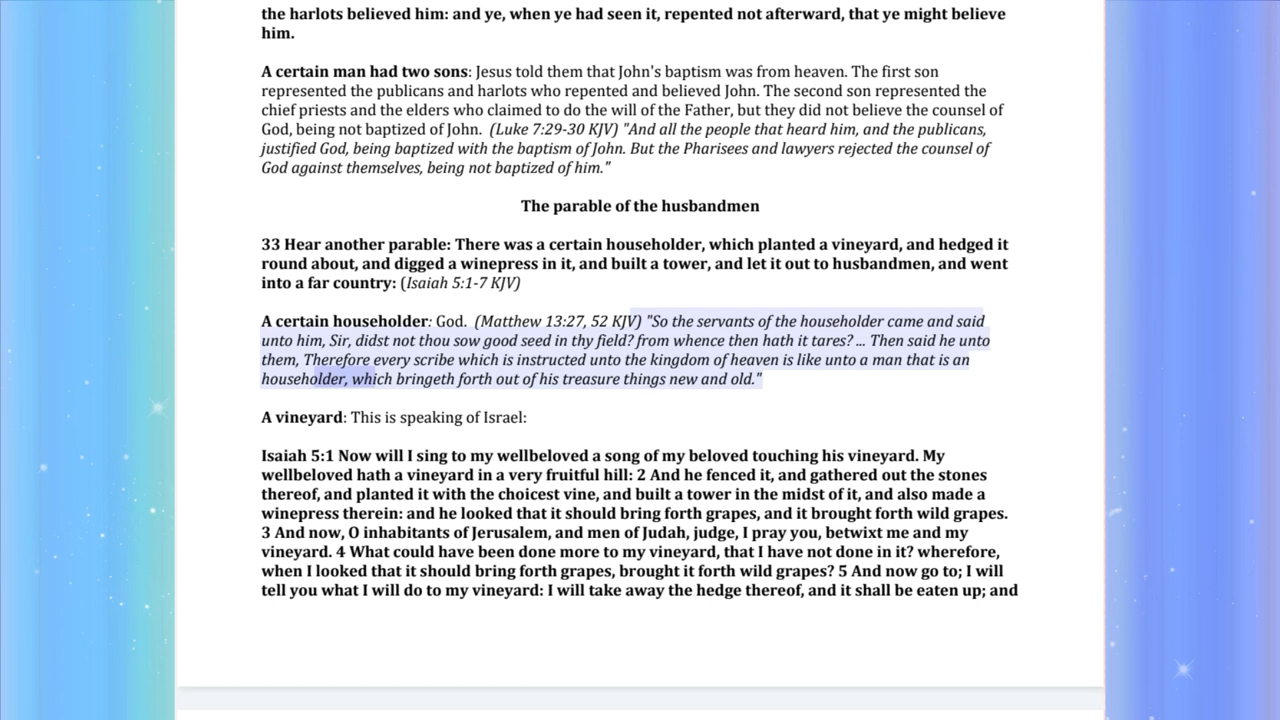 the harlots believed him: and ye, when ye had seen it, repented not afterward, that ye might believe
him.
A certain man had two sons: Jesus told them that John's baptism was from heaven. The first son
represented the publicans and harlots who repented and believed John. The second son represented the
chief priests and the elders who claimed to do the will of the Father, but they did not believe the counsel of
God, being not baptized of John. (Luke 7:29-30 KJV) "And all the people that heard him, and the publicans,
justified God, being baptized with the baptism of John. But the Pharisees and lawyers rejected the counsel of
God against themselves, being not baptized of him."
The parable of the husbandmen
33 Hear another parable: There was a certain householder, which planted a vineyard, and hedged it
round about, and digged a winepress in it, and built a tower, and let it out to husbandmen, and went
into a far country: (Isaiah 5:1-7 KJV)
A certain householder: God. (Matthew 13:27, 52 KJV) "So the servants of the householder came and said
unto him, Sir, didst not thou sow good seed in thy field? from whence then hath it tares? ... Then said he unto
them, Therefore every scribe which is instructed unto the kingdom of heaven is like unto a man that is an
householder, which bringeth forth out of his treasure things new and old."
A vineyard: This is speaking of Israel:
Isaiah 5:1 Now will I sing to my wellbeloved a song of my beloved touching his vineyard. My
wellbeloved hath a vineyard in a very fruitful hill: 2 And he fenced it, and gathered out the stones
thereof, and planted it with the choicest vine, and built a tower in the midst of it, and also made a
winepress therein: and he looked that it should bring forth grapes, and it brought forth wild grapes.
3 And now, O inhabitants of Jerusalem, and men of Judah, judge, I pray you, betwixt me and my
vineyard. 4 What could have been done more to my vineyard, that I have not done in it? wherefore,
when I looked that it should bring forth grapes, brought it forth wild grapes? 5 And now go to; I will
tell you what I will do to my vineyard: I will take away the hedge thereof, and it shall be eaten up; and